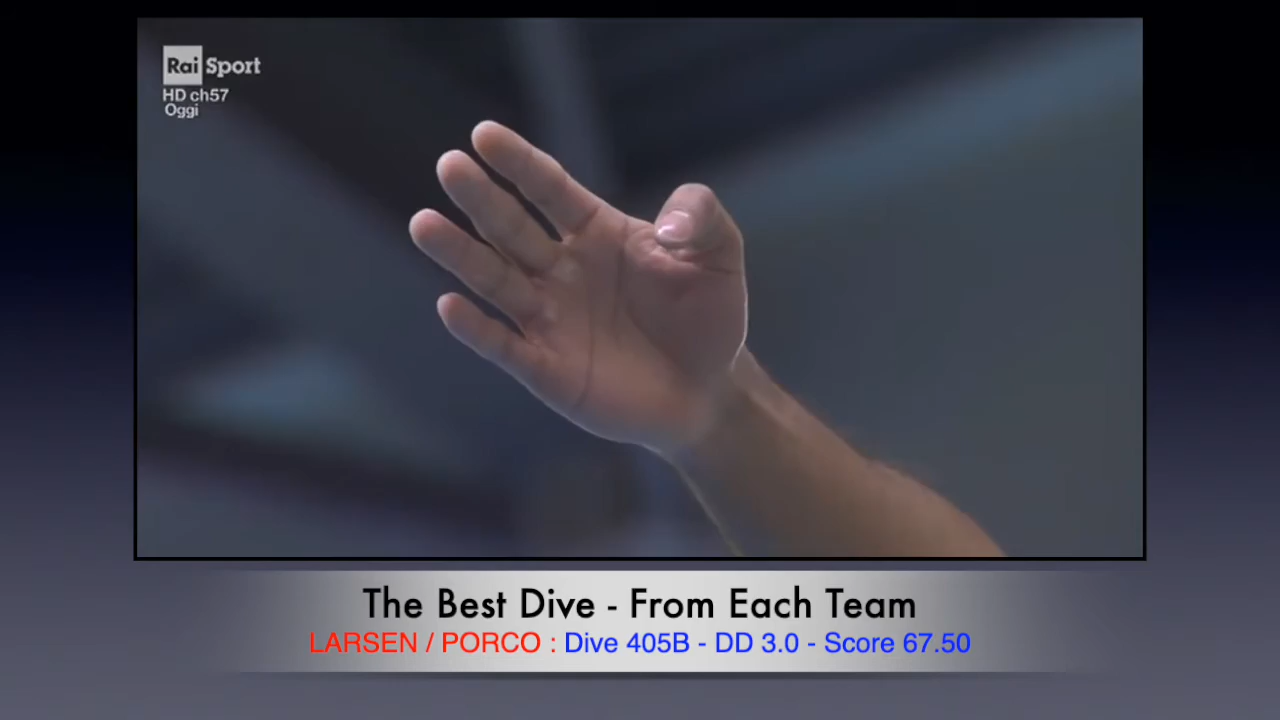 Rai Sport
HD ch57
Oggi
The Best Dive - From Each Team
LARSEN / PORCO : Dive 405B - DD 3.0 - Score 67.50